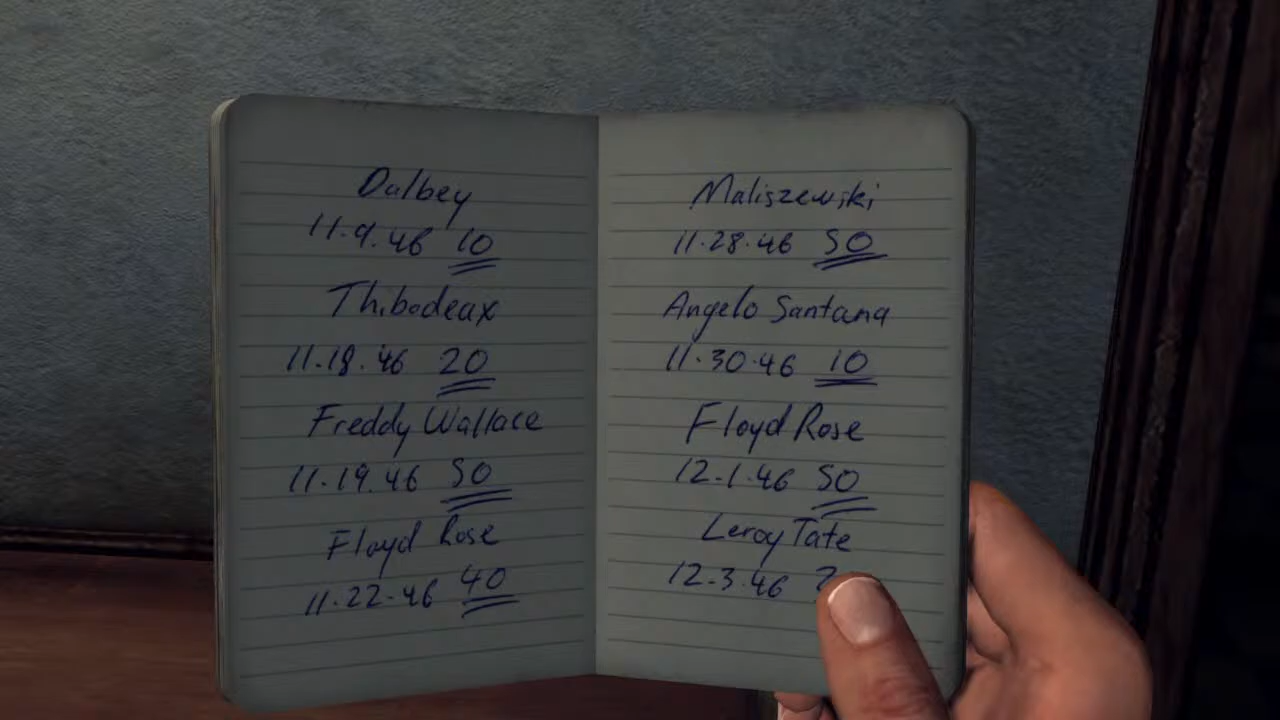 Dalbey
11.9.46 10
Thibodeax
11.18.46 20
Freddy Wallace
11.19.46 50
Floyd Rose
11.22.46 40
Maliszewski
11.28.46 50
Angelo Santana
11.30.46 10
Floyd Rose
12.1.46 50
Leroy Tate
12.3.46